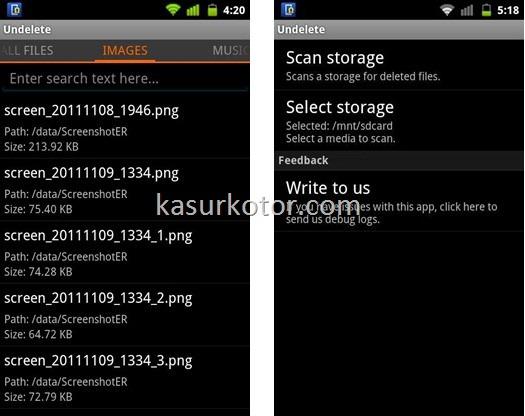 4:20
Undelete
ALL FILES IMAGES MUSIC
Enter search text here...
screen_20111108_1946.png
Path: /data/ScreenshotER
Size: 213.92 KB
screen_20111109_1334.png
Path: /data/ScreenshotER
Size: 75.40 KB
screen_20111109_1334_1.png
Path: /data/ScreenshotER
Size: 74.28 KB
screen_20111109_1334_2.png
Path: /data/ScreenshotER
Size: 64.72 KB
screen_20111109_1334_3.png
Path: /data/ScreenshotER
Size: 72.79 KB
5:18
Undelete
Scan storage
Scans a storage for deleted files.
Select storage
Selected: /mnt/sdcard
Select a media to scan.
Feedback
Write to us
If you have issues with this app, click here to
send us debug logs.
kasurkotor.com